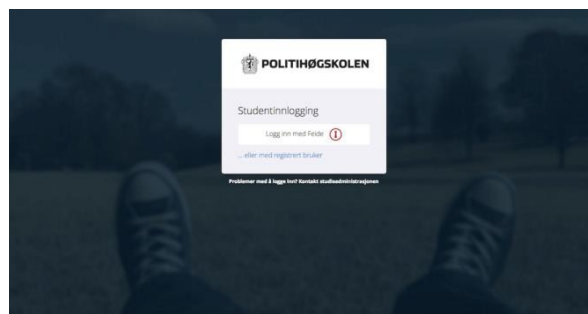 POLITIHØGSKOLEN
Studentinnlogging
Logg inn med Feide
... eller med registrert bruker
Problemer med å logge inn? Kontakt studieadministrasjonen